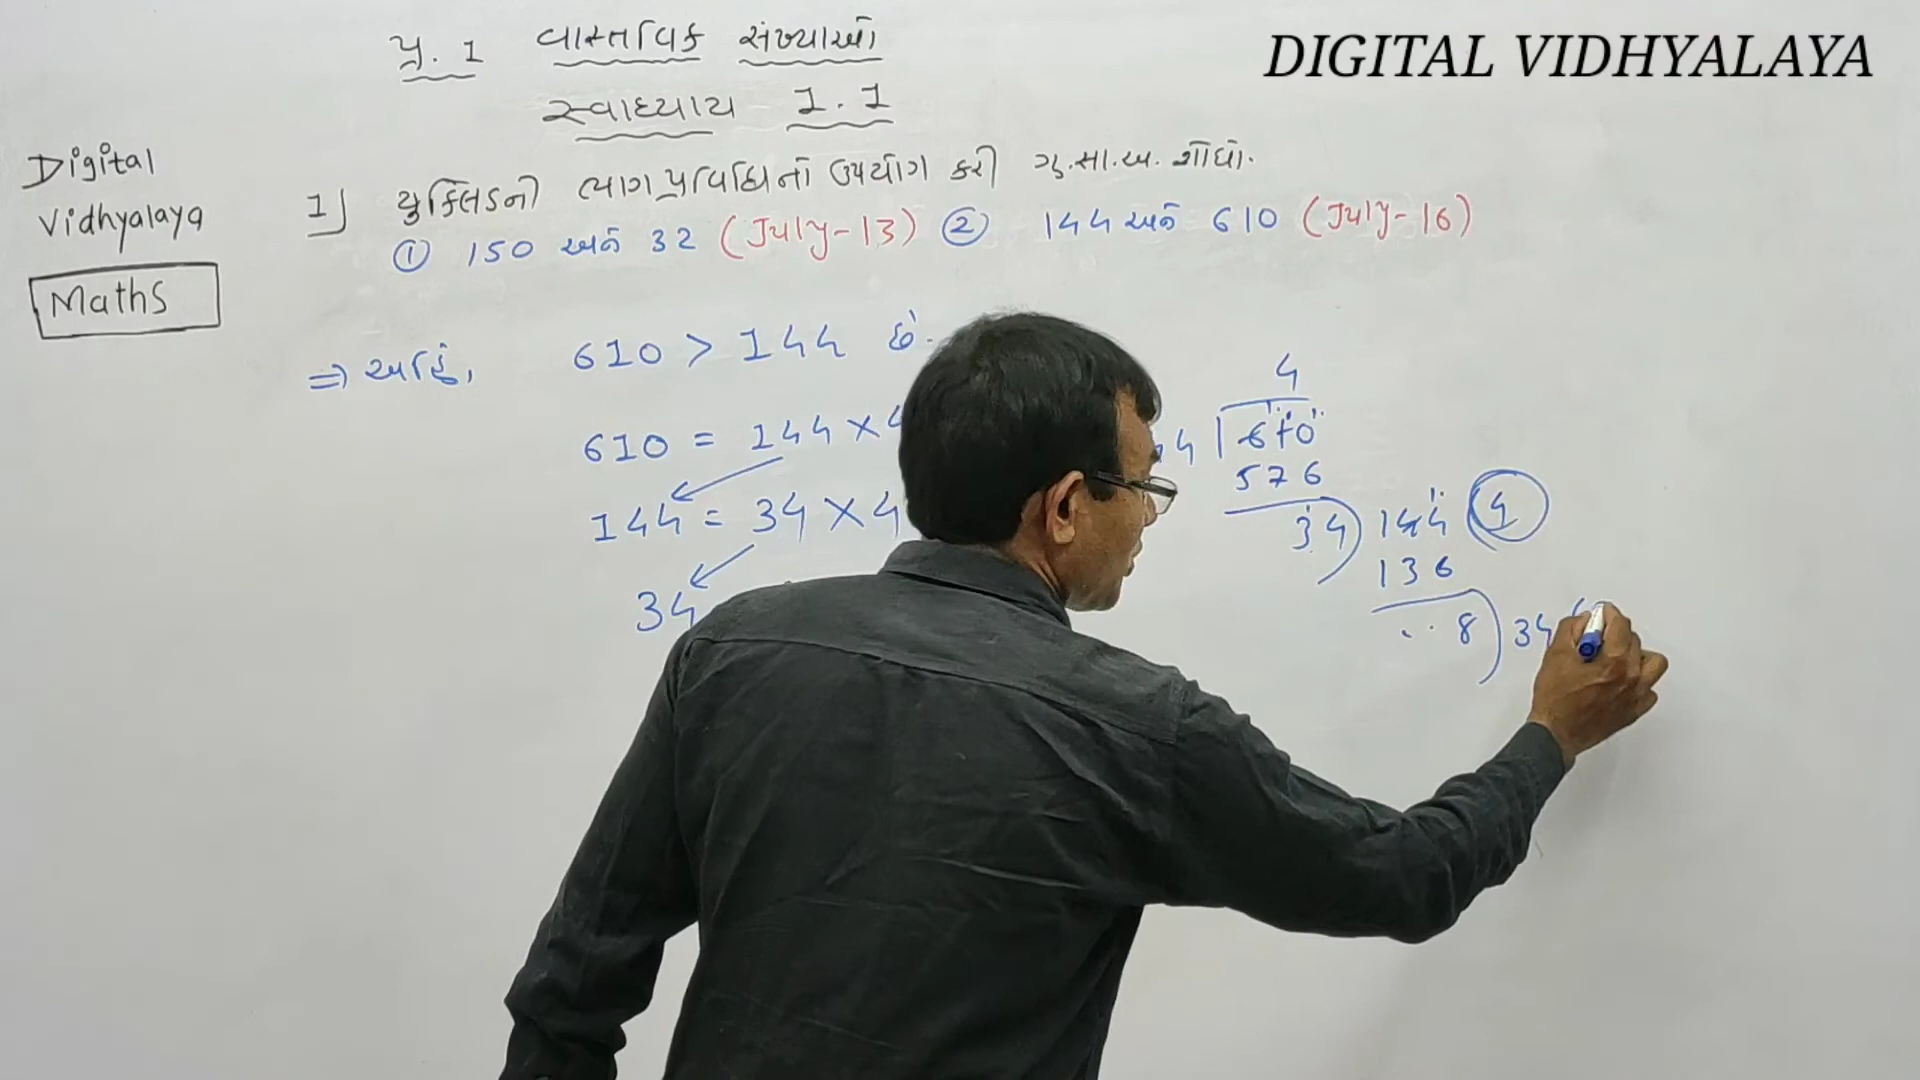 DIGITAL VIDHYALAYA
પ્ર. 1 વાસ્તવિક સંખ્યાઓ
સ્વાધ્યાય 1.1
Digital
Vidhyalaya
Maths
1] યુક્લિડની ભાગપ્રવિધિનો ઉપયોગ કરી ગુ.સા.અ. શોધો.
① 150 અને 32 (July-13) ② 144 અને 610 (July-16)
⇒ અહિં, 610 > 144 છે.
610 = 144 × 4
144 = 34 × 4
34
4
4 610
576
34) 144 (4)
136
8) 34 (